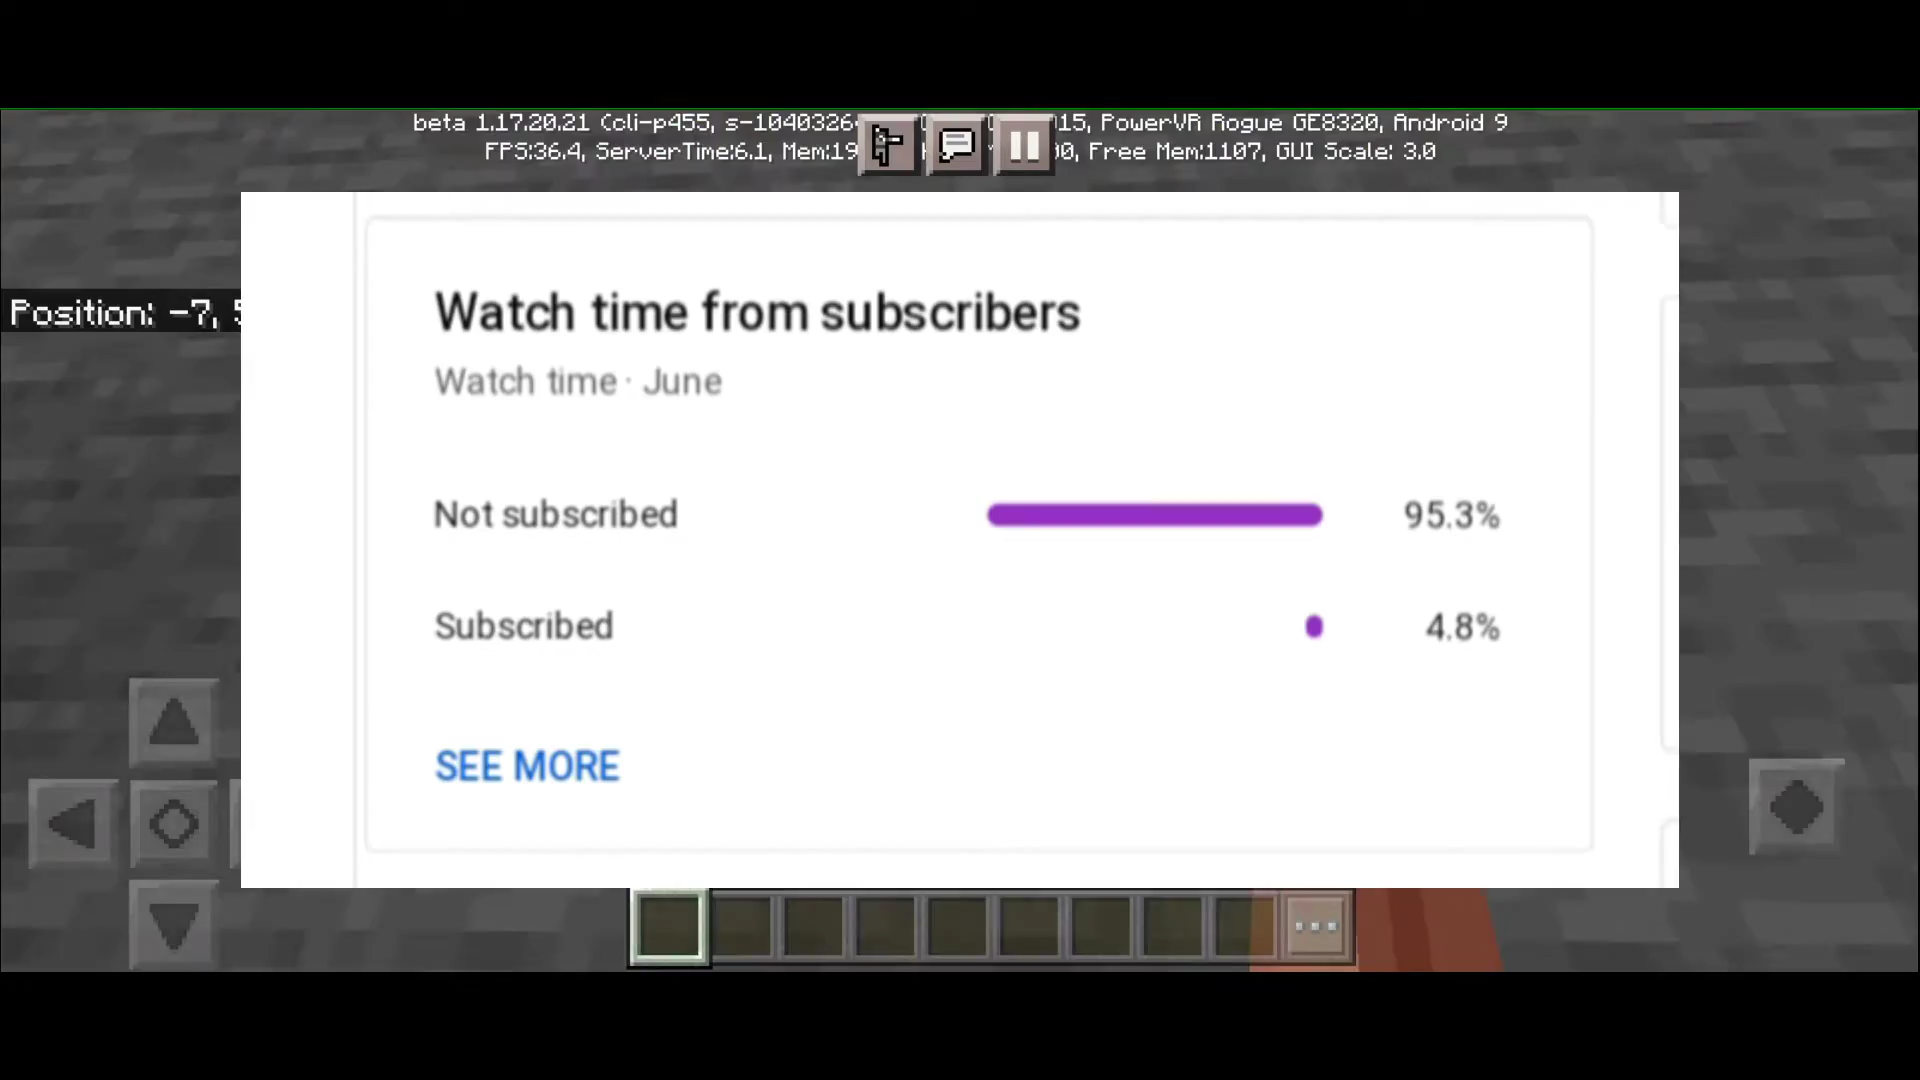 beta 1.17.20.21 (cli-p455, s-1040326 15, PowerVR Rogue GE8320, Android 9
FPS:36.4, ServerTime:6.1, Mem:19 Free Mem:1107, GUI Scale: 3.0
Position: -7,
Watch time from subscribers
Watch time · June
Not subscribed 95.3%
Subscribed 4.8%
SEE MORE